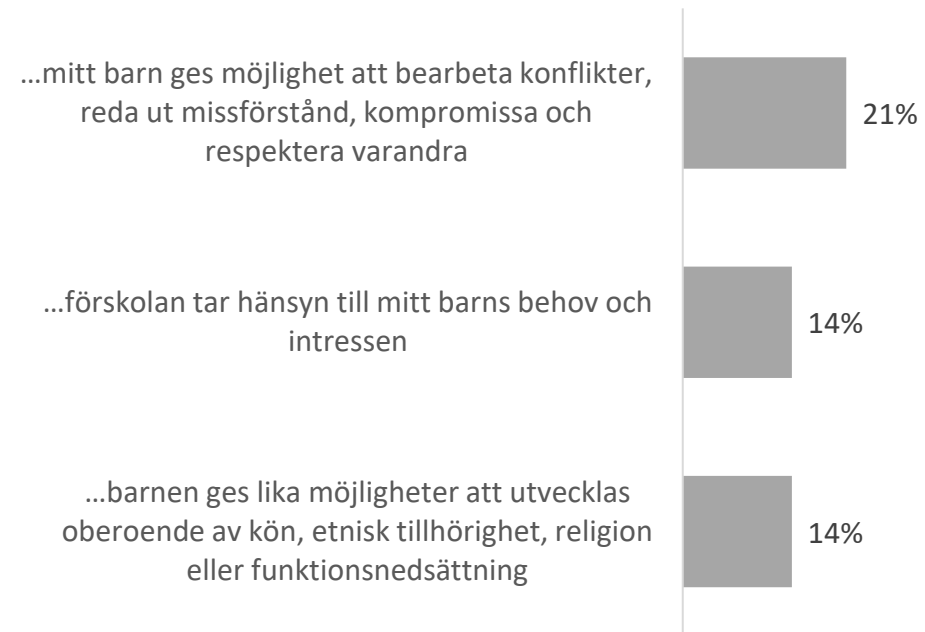 …mitt barn ges möjlighet att bearbeta konflikter,
reda ut missförstånd, kompromissa och
respektera varandra
21%
…förskolan tar hänsyn till mitt barns behov och
intressen
14%
…barnen ges lika möjligheter att utvecklas
oberoende av kön, etnisk tillhörighet, religion
eller funktionsnedsättning
14%